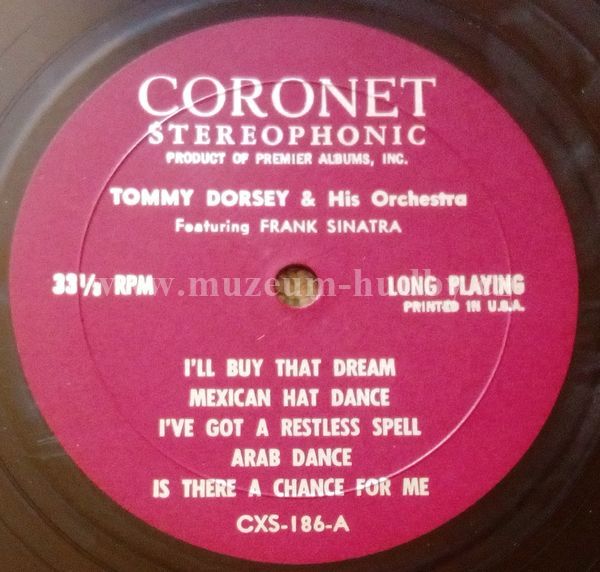 CORONET
STEREOPHONIC
PRODUCT OF PREMIER ALBUMS, INC.
TOMMY DORSEY & His Orchestra
Featuring FRANK SINATRA
33⅓ RPM
LONG PLAYING
PRINTED IN U.S.A.
www.muzeum-hudby
I'LL BUY THAT DREAM
MEXICAN HAT DANCE
I'VE GOT A RESTLESS SPELL
ARAB DANCE
IS THERE A CHANCE FOR ME
CXS-186-A